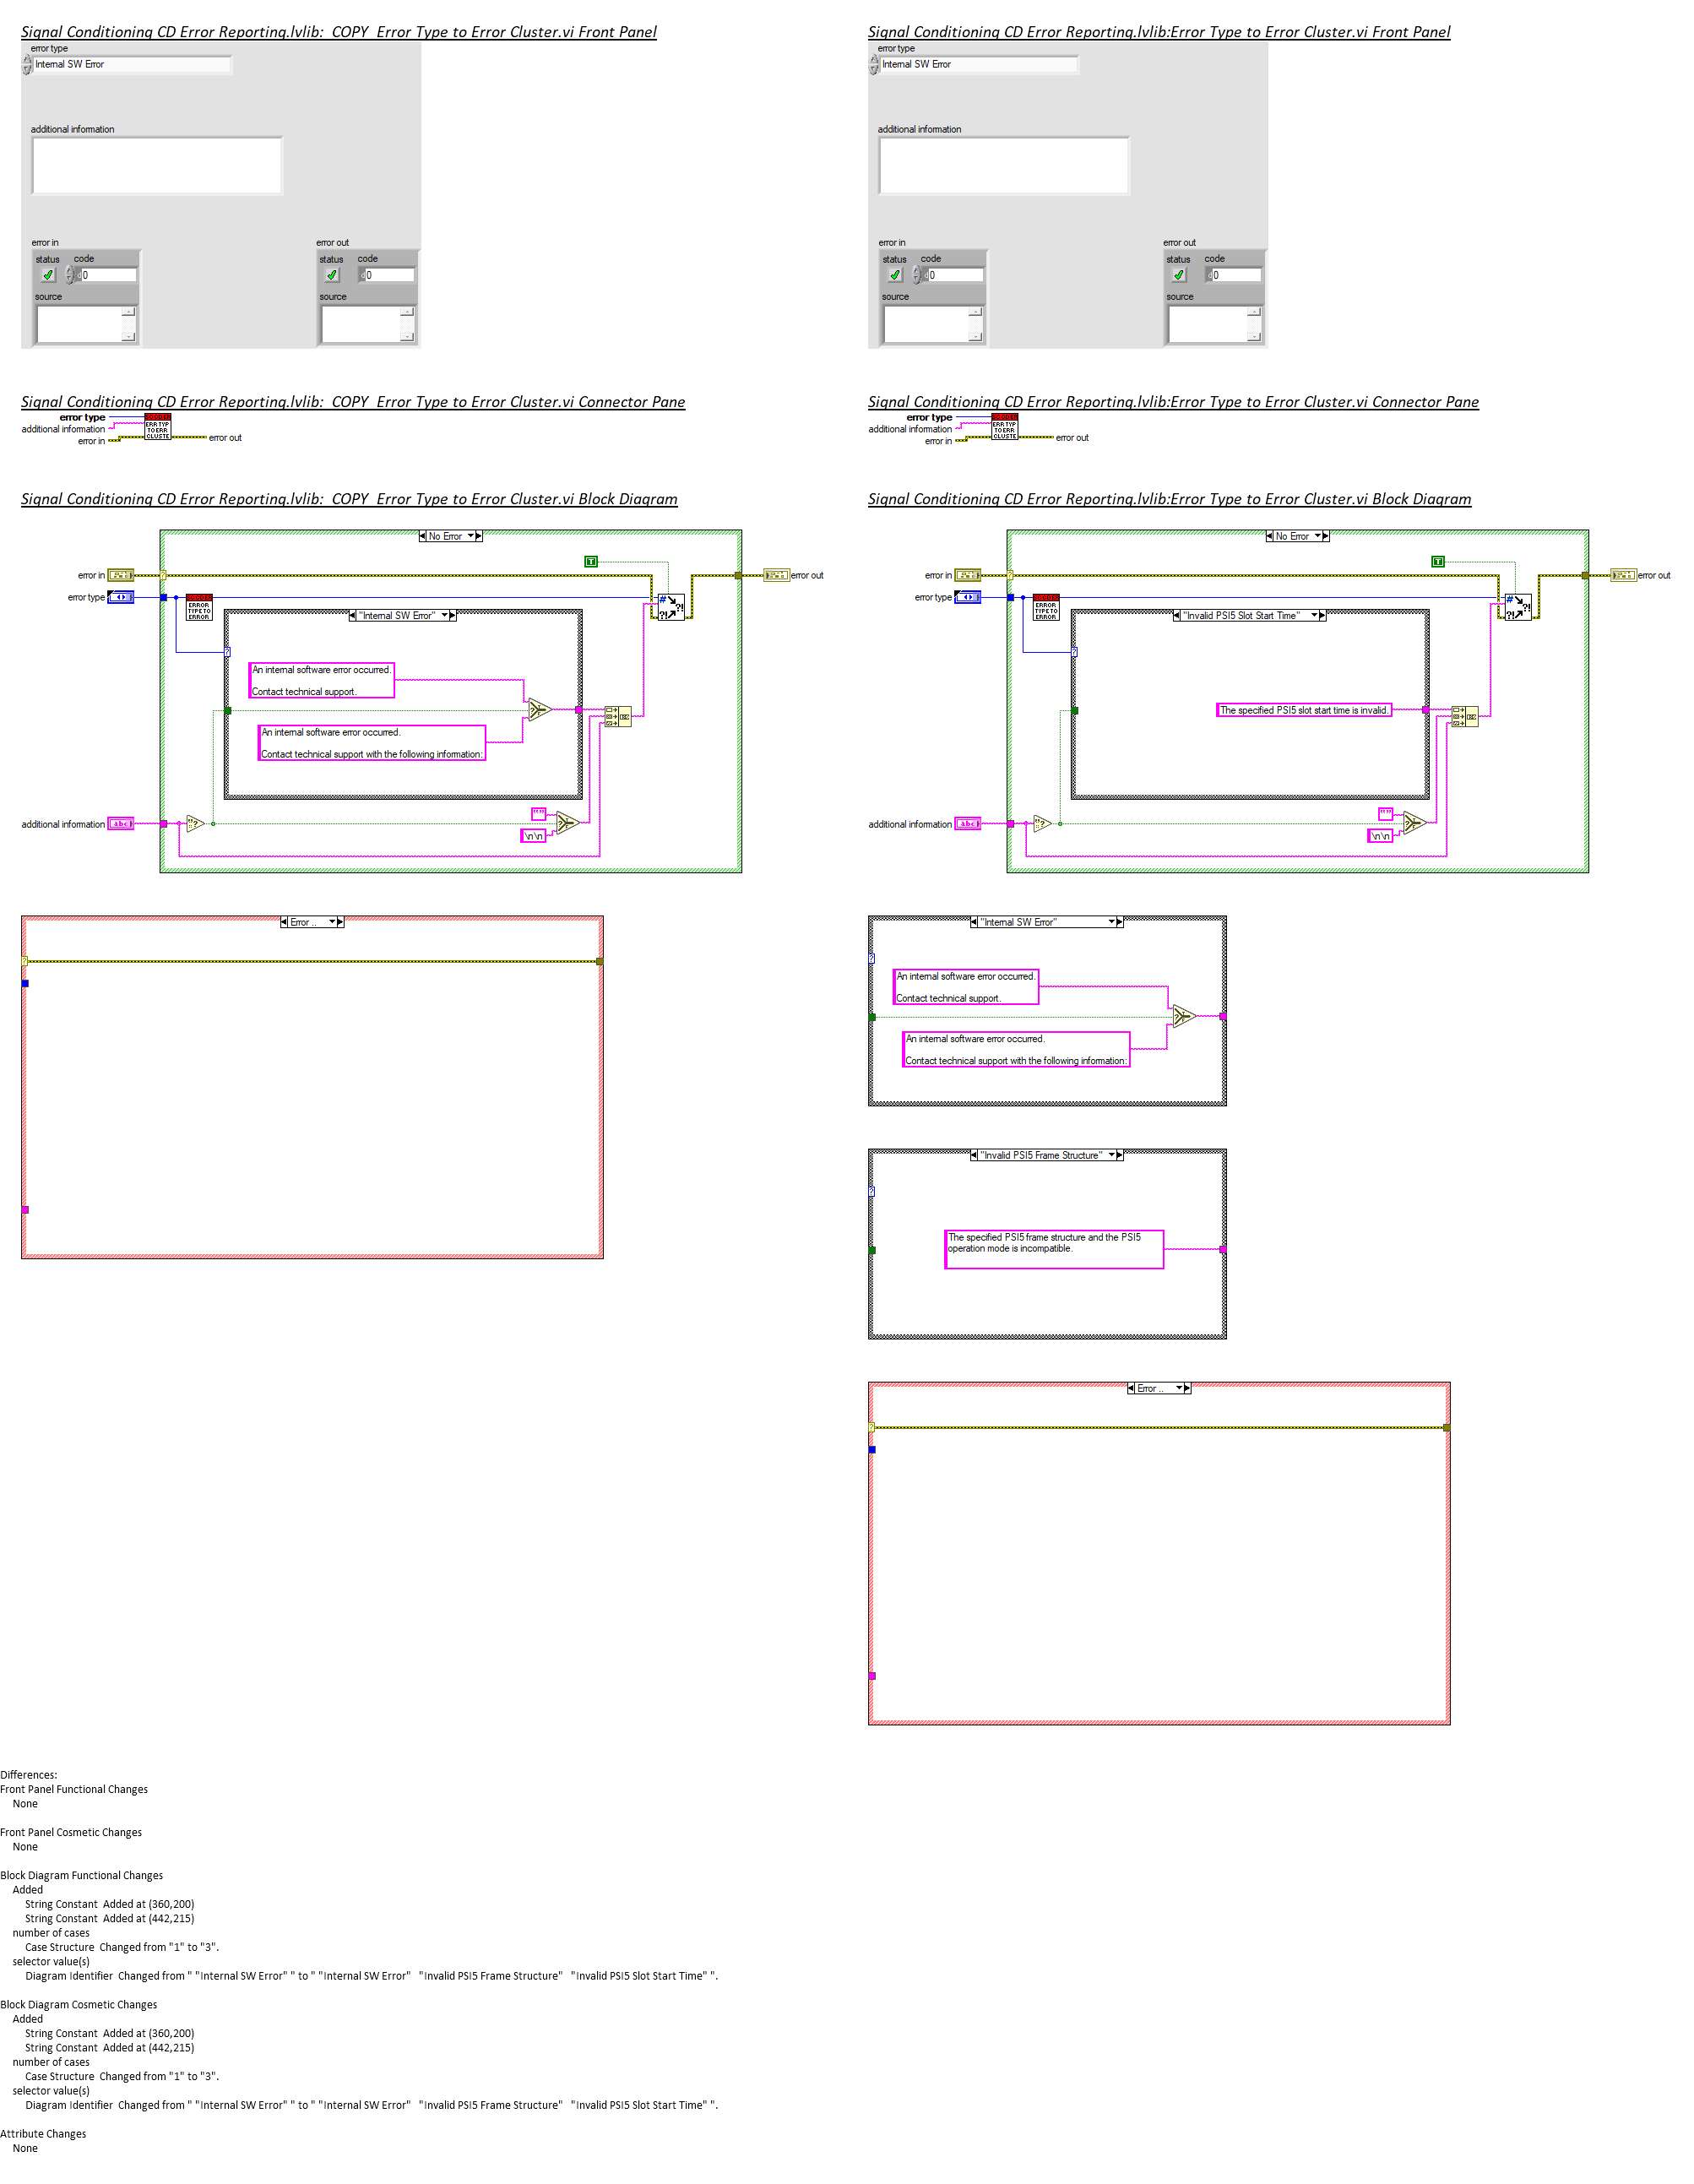 Signal Conditioning CD Error Reporting.lvlib:  COPY  Error Type to Error Cluster.vi Front Panel
error type
Internal SW Error
additional information
error in
status
code
0
source
error out
status
code
0
source
Signal Conditioning CD Error Reporting.lvlib:Error Type to Error Cluster.vi Front Panel
error type
Internal SW Error
additional information
error in
status
code
0
source
error out
status
code
0
source
Signal Conditioning CD Error Reporting.lvlib:  COPY  Error Type to Error Cluster.vi Connector Pane
error type
additional information
error in
ERR TYP
TO ERR
CLUSTE
error out
Signal Conditioning CD Error Reporting.lvlib:Error Type to Error Cluster.vi Connector Pane
error type
additional information
error in
ERR TYP
TO ERR
CLUSTE
error out
Signal Conditioning CD Error Reporting.lvlib:  COPY  Error Type to Error Cluster.vi Block Diagram
No Error
T
error in
error out
error type
ERROR
TYPE TO
ERROR
"Internal SW Error"
An internal software error occurred.
Contact technical support.
An internal software error occurred.
Contact technical support with the following information:
additional information
abc
""
\n\n
Error ..
Signal Conditioning CD Error Reporting.lvlib:Error Type to Error Cluster.vi Block Diagram
No Error
T
error in
error out
error type
ERROR
TYPE TO
ERROR
"Invalid PSI5 Slot Start Time"
The specified PSI5 slot start time is invalid.
additional information
abc
""
\n\n
"Internal SW Error"
An internal software error occurred.
Contact technical support.
An internal software error occurred.
Contact technical support with the following information:
"Invalid PSI5 Frame Structure"
The specified PSI5 frame structure and the PSI5
operation mode is incompatible.
Error ..
Differences:
Front Panel Functional Changes
None
Front Panel Cosmetic Changes
None
Block Diagram Functional Changes
Added
String Constant  Added at (360,200)
String Constant  Added at (442,215)
number of cases
Case Structure  Changed from "1" to "3".
selector value(s)
Diagram Identifier  Changed from " "Internal SW Error" " to " "Internal SW Error"   "Invalid PSI5 Frame Structure"   "Invalid PSI5 Slot Start Time" ".
Block Diagram Cosmetic Changes
Added
String Constant  Added at (360,200)
String Constant  Added at (442,215)
number of cases
Case Structure  Changed from "1" to "3".
selector value(s)
Diagram Identifier  Changed from " "Internal SW Error" " to " "Internal SW Error"   "Invalid PSI5 Frame Structure"   "Invalid PSI5 Slot Start Time" ".
Attribute Changes
None